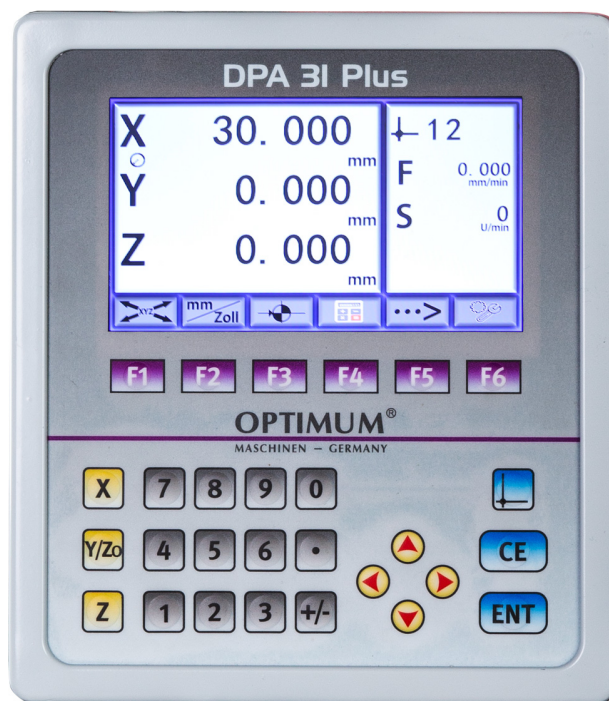 DPA 31 Plus
X 30. 000 mm
12
Y 0. 000 mm
F 0. 000 mm/min
Z 0. 000 mm
S 0 U/min
XYZ mm Zoll ···>
F1 F2 F3 F4 F5 F6
OPTIMUM®
MASCHINEN – GERMANY
X 7 8 9 0
Y/Zo 4 5 6 • CE
Z 1 2 3 +/- ENT